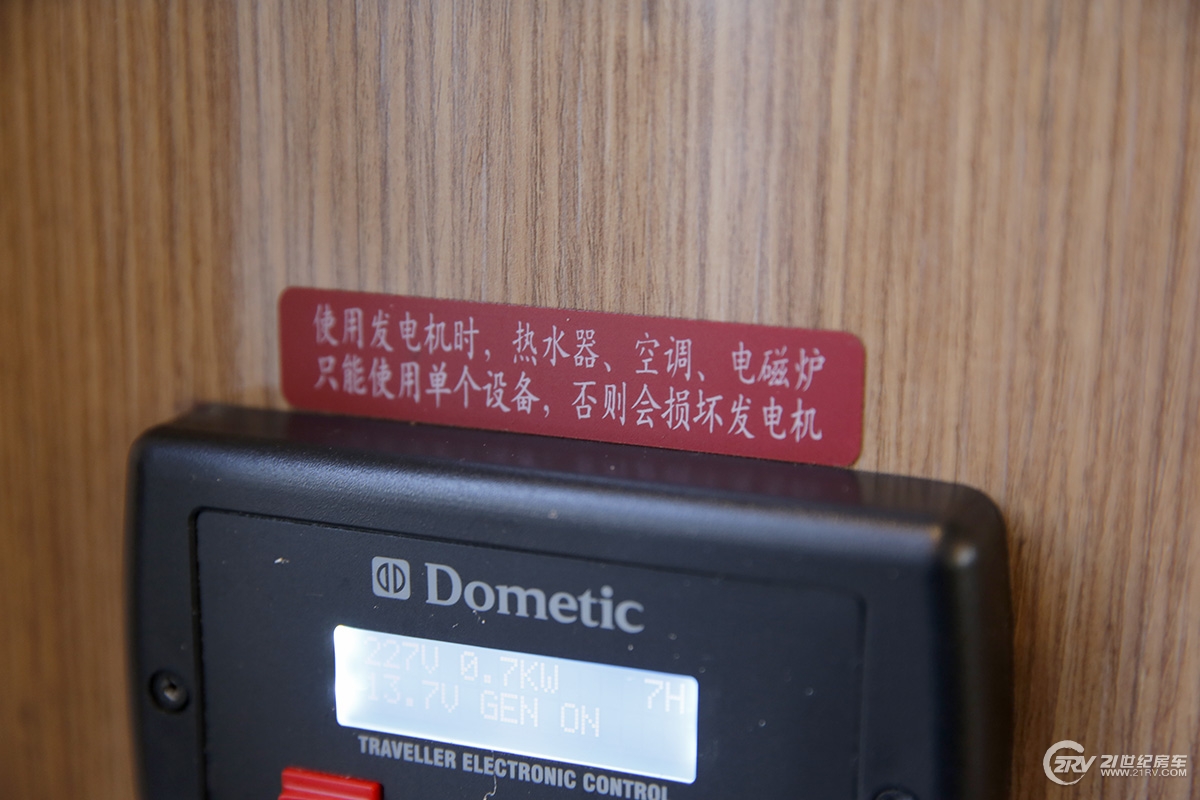 使用发电机时，热水器、空调、电磁炉
只能使用单个设备，否则会损坏发电机
Dometic
227V 0.7KW 7H
13.7V GEN ON
TRAVELLER ELECTRONIC CONTROL
21RV 21世纪房车
WWW.21RV.COM